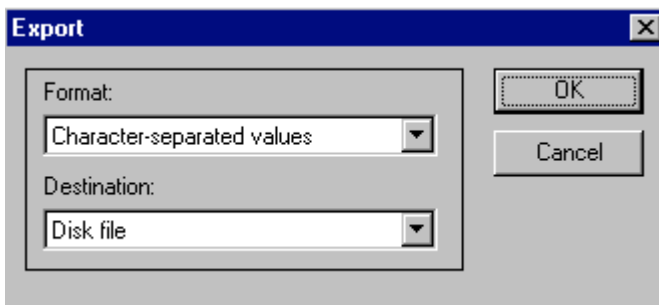 Export
Format:
Character-separated values
Destination:
Disk file
OK
Cancel